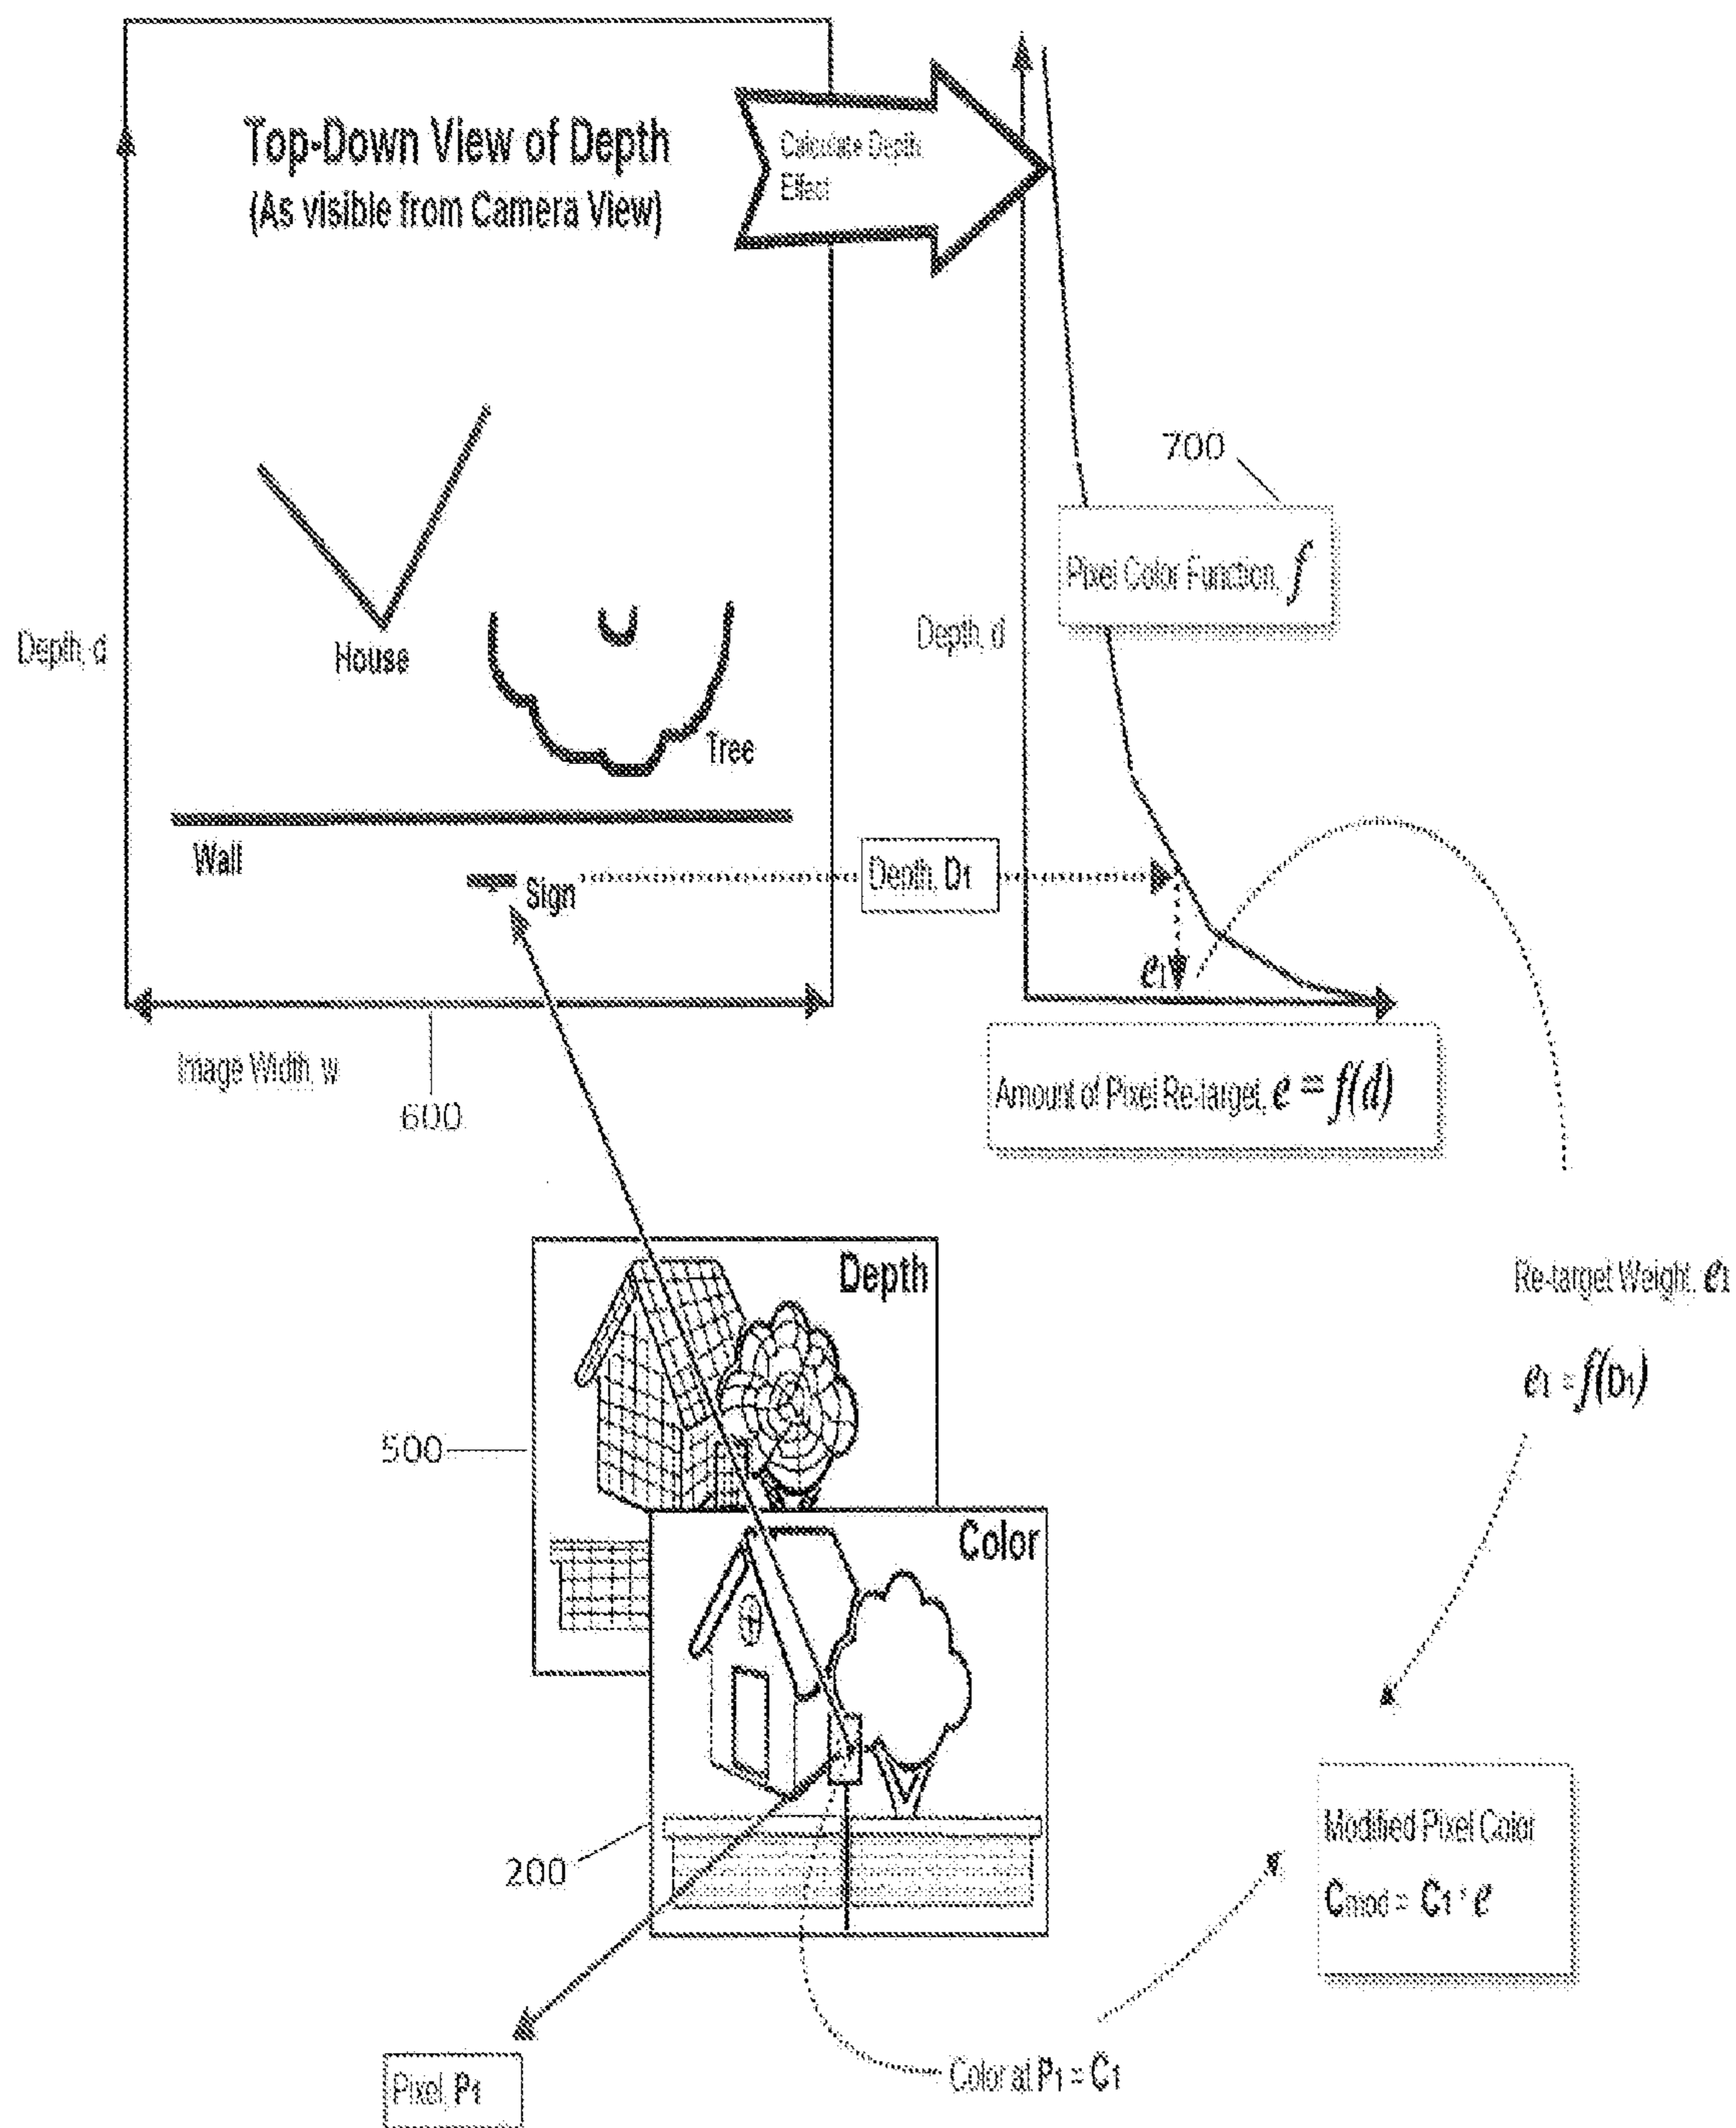 Top-Down View of Depth
(As visible from Camera View)
Calculate Depth
Effect
700
Pixel Color Function, f
Depth, d
House
Depth, d
Tree
Wall
Sign
Depth, D1
e1
Image Width, w
600
Amount of Pixel Re-target, e = f(d)
Depth
Re-target Weight, e1
e1 = f(D1)
500
Color
200
Modified Pixel Color
Cmod = C1 * e
Pixel, P1
Color at P1 = C1